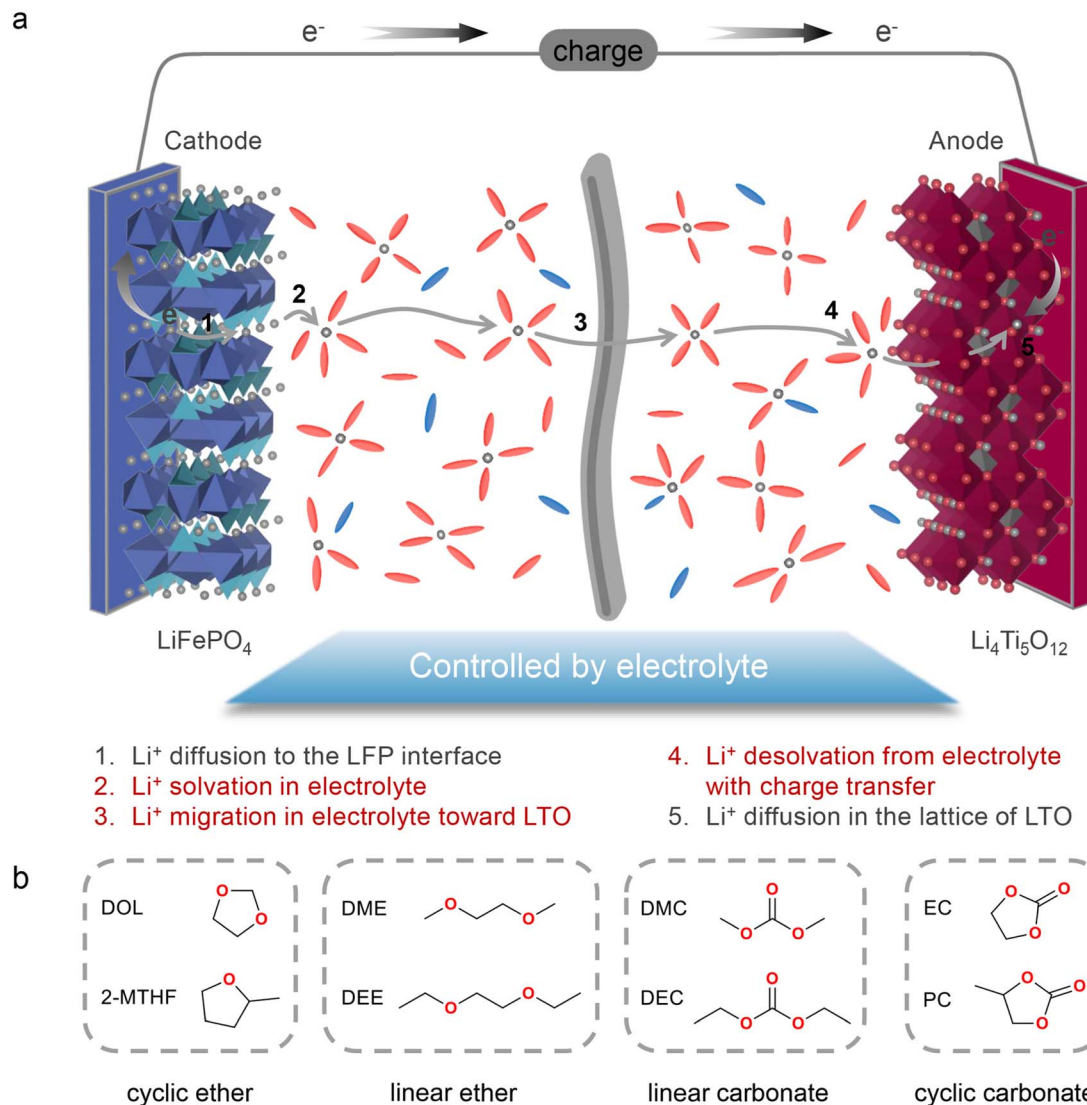 a
e⁻ e⁻
charge
Cathode Anode
e⁻
2
4
e 1
3
5
LiFePO₄ Li₄Ti₅O₁₂
Controlled by electrolyte
1. Li⁺ diffusion to the LFP interface
2. Li⁺ solvation in electrolyte
3. Li⁺ migration in electrolyte toward LTO
4. Li⁺ desolvation from electrolyte
with charge transfer
5. Li⁺ diffusion in the lattice of LTO
b
DOL
O
O
2-MTHF
O
cyclic ether
DME
O
O
DEE
O
O
linear ether
DMC
O
O O
DEC
O
O O
linear carbonate
EC
O
O
O
PC
O
O
O
cyclic carbonate